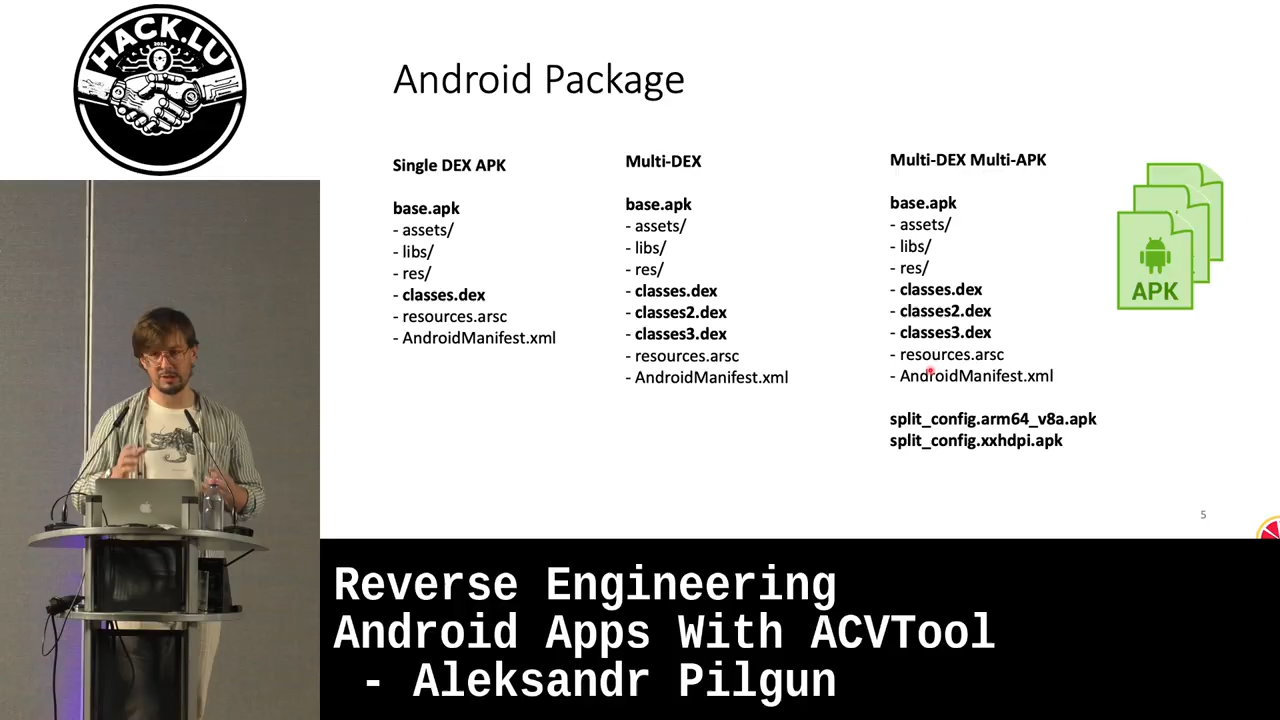 HACK.LU
2024
Android Package
Single DEX APK
base.apk
- assets/
- libs/
- res/
- classes.dex
- resources.arsc
- AndroidManifest.xml
Multi-DEX
base.apk
- assets/
- libs/
- res/
- classes.dex
- classes2.dex
- classes3.dex
- resources.arsc
- AndroidManifest.xml
Multi-DEX Multi-APK
base.apk
- assets/
- libs/
- res/
- classes.dex
- classes2.dex
- classes3.dex
- resources.arsc
- AndroidManifest.xml
split_config.arm64_v8a.apk
split_config.xxhdpi.apk
APK
5
Reverse Engineering
Android Apps With ACVTool
- Aleksandr Pilgun